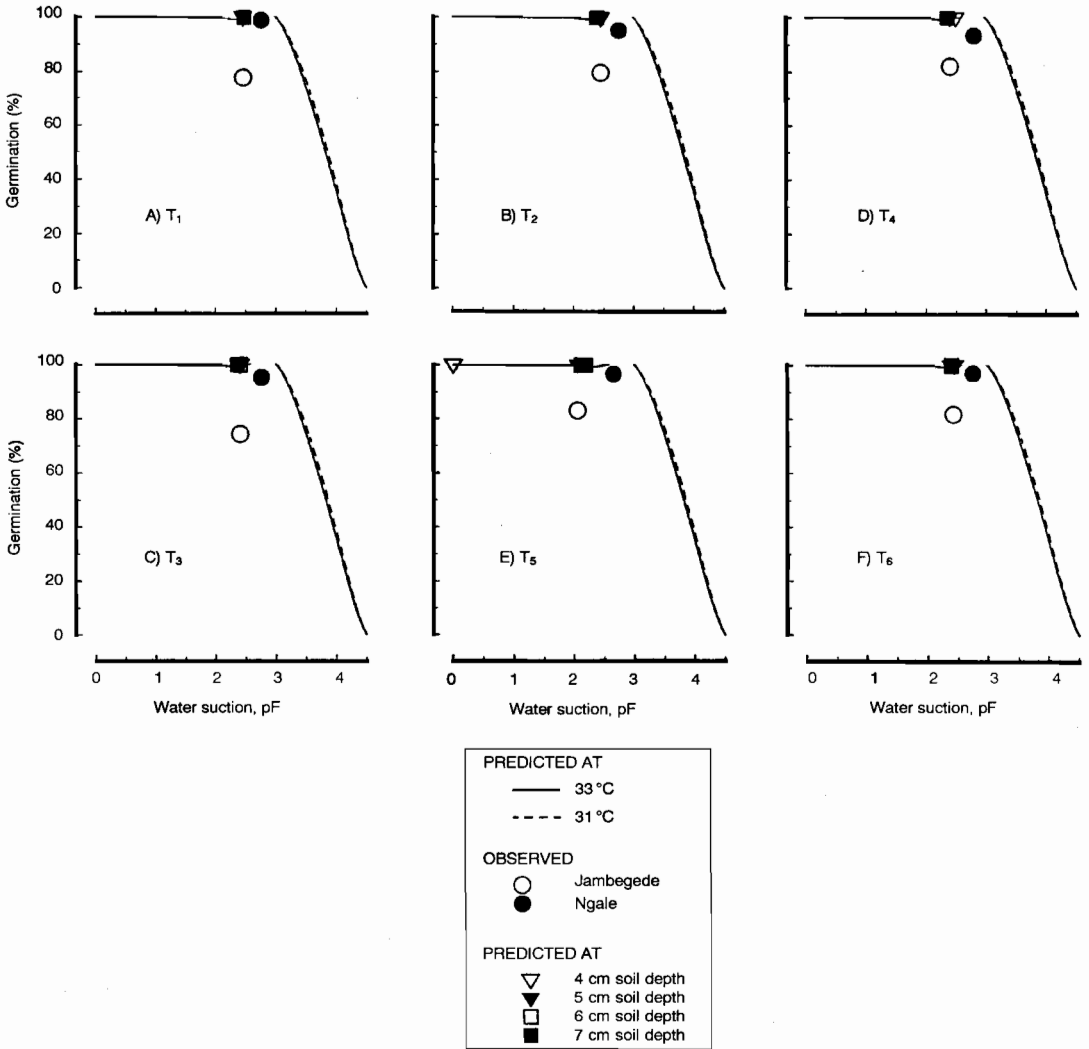 100
80
60
40
20
0
Germination (%)
A) T₁
B) T₂
D) T₄
100
80
60
40
20
0
Germination (%)
C) T₃
E) T₅
F) T₆
0 1 2 3 4
0 1 2 3 4
0 1 2 3 4
Water suction, pF
Water suction, pF
Water suction, pF
PREDICTED AT
33 °C
31 °C
OBSERVED
Jambegede
Ngale
PREDICTED AT
4 cm soil depth
5 cm soil depth
6 cm soil depth
7 cm soil depth